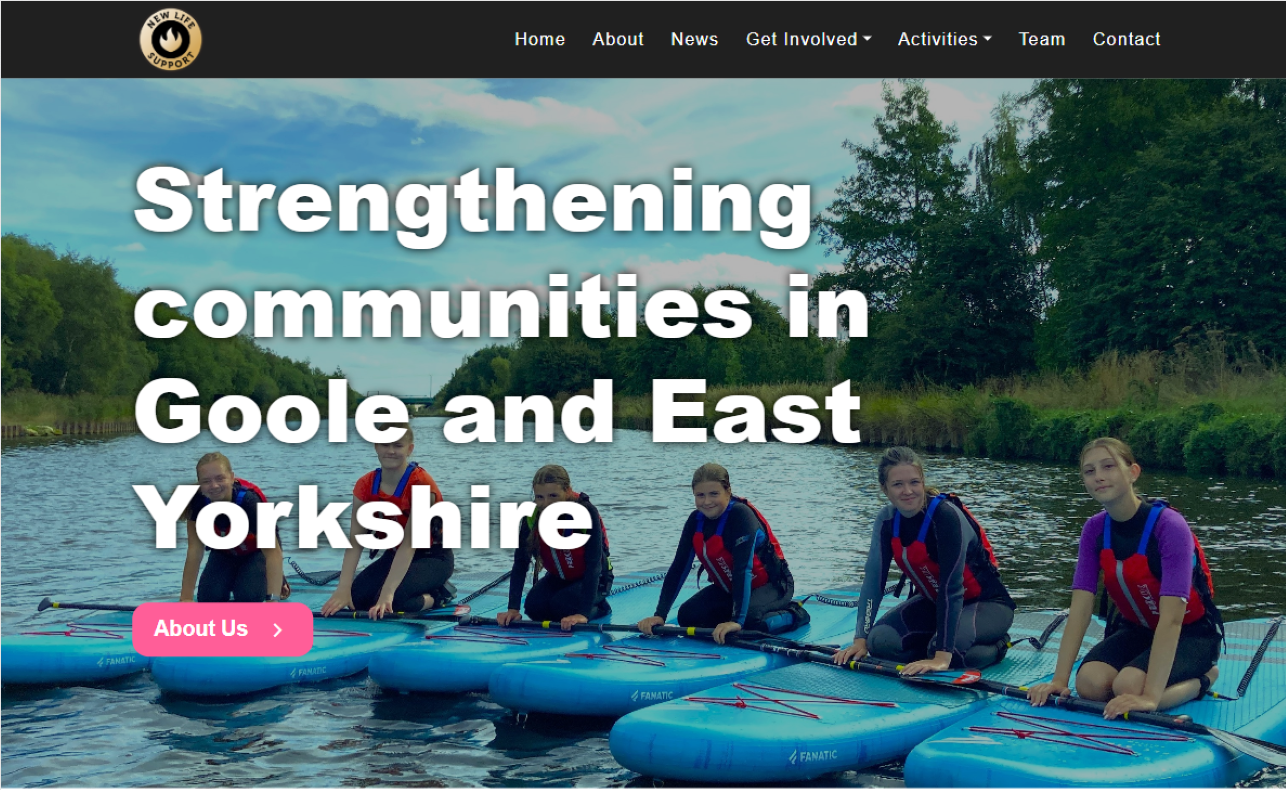 NEW LIFE
SUPPORT
Home About News Get Involved Activities Team Contact
Strengthening
communities in
Goole and East
Yorkshire
About Us
FANATIC
FANATIC
FANATIC
FANATIC